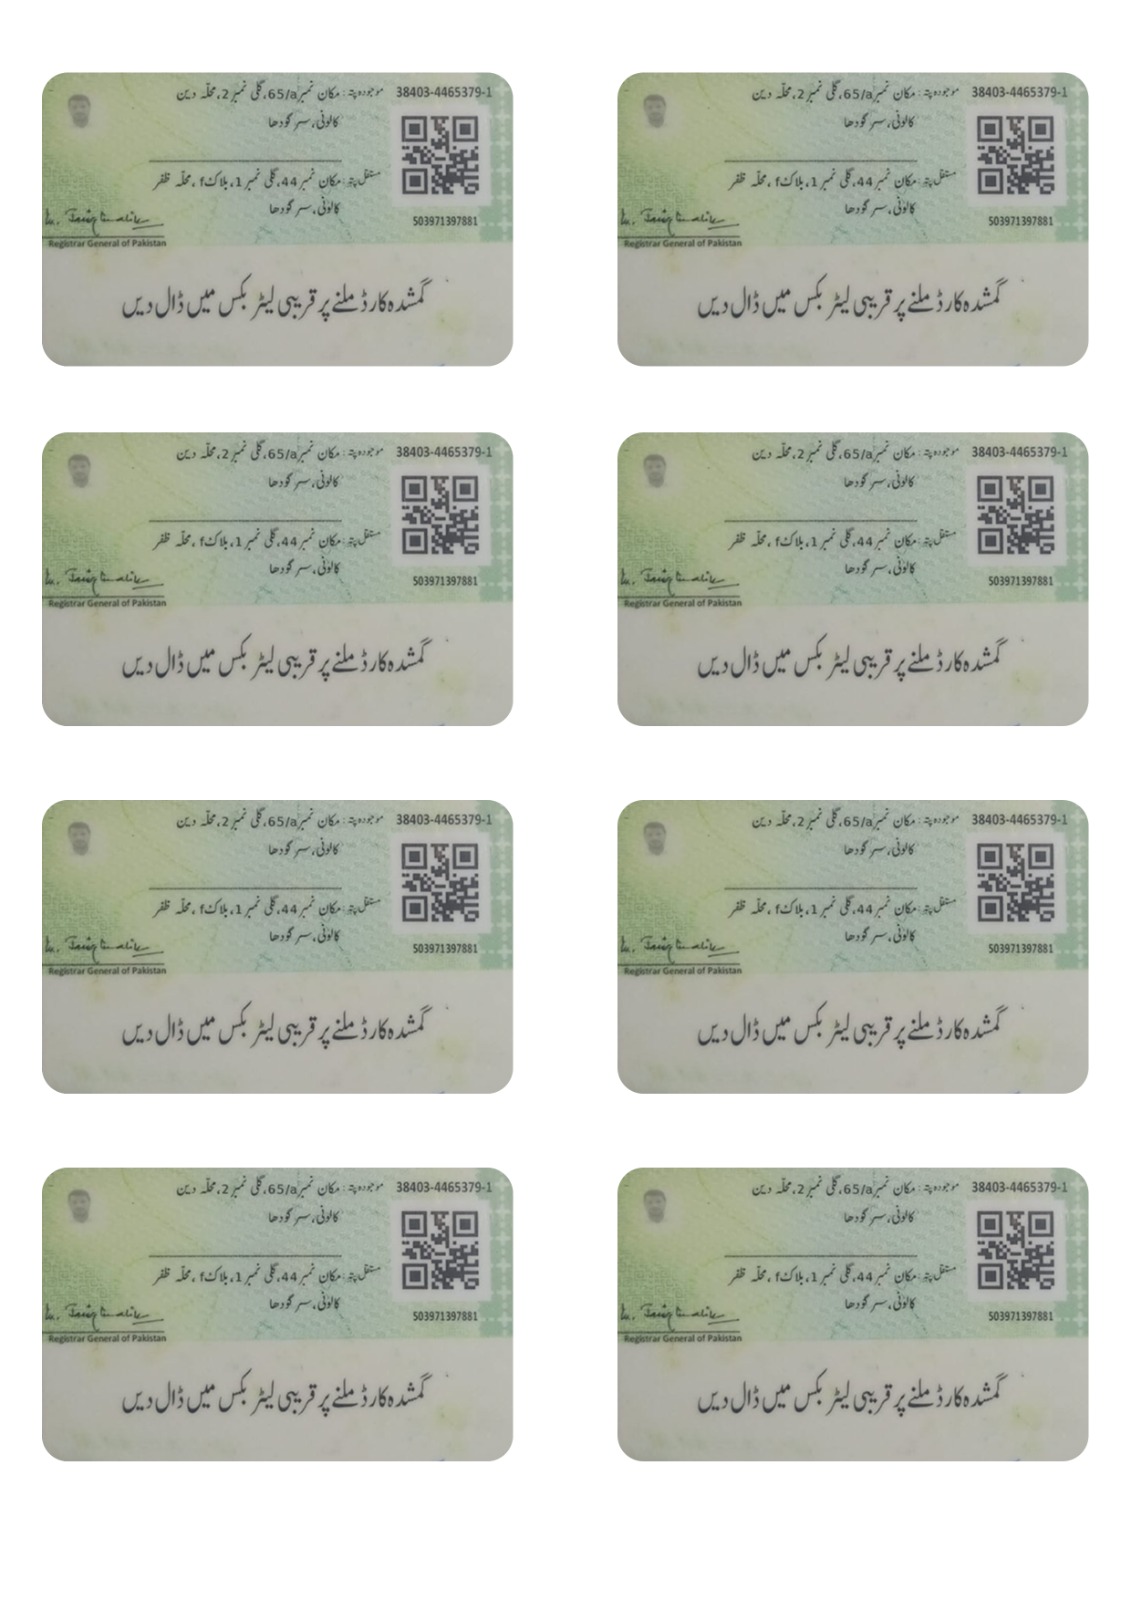 38403-4465379-1 موجودہ پتہ: مکان نمبر 65/a، گلی نمبر 2، محلّہ دین
کالونی، سرگودھا
مستقل پتہ: مکان نمبر 44، گلی نمبر 1، بلاک f، محلّہ ظفر
کالونی، سرگودھا
503971397881
Registrar General of Pakistan
گمشدہ کارڈ ملنے پر قریبی لیٹر بکس میں ڈال دیں
38403-4465379-1 موجودہ پتہ: مکان نمبر 65/a، گلی نمبر 2، محلّہ دین
کالونی، سرگودھا
مستقل پتہ: مکان نمبر 44، گلی نمبر 1، بلاک f، محلّہ ظفر
کالونی، سرگودھا
503971397881
Registrar General of Pakistan
گمشدہ کارڈ ملنے پر قریبی لیٹر بکس میں ڈال دیں
38403-4465379-1 موجودہ پتہ: مکان نمبر 65/a، گلی نمبر 2، محلّہ دین
کالونی، سرگودھا
مستقل پتہ: مکان نمبر 44، گلی نمبر 1، بلاک f، محلّہ ظفر
کالونی، سرگودھا
503971397881
Registrar General of Pakistan
گمشدہ کارڈ ملنے پر قریبی لیٹر بکس میں ڈال دیں
38403-4465379-1 موجودہ پتہ: مکان نمبر 65/a، گلی نمبر 2، محلّہ دین
کالونی، سرگودھا
مستقل پتہ: مکان نمبر 44، گلی نمبر 1، بلاک f، محلّہ ظفر
کالونی، سرگودھا
503971397881
Registrar General of Pakistan
گمشدہ کارڈ ملنے پر قریبی لیٹر بکس میں ڈال دیں
38403-4465379-1 موجودہ پتہ: مکان نمبر 65/a، گلی نمبر 2، محلّہ دین
کالونی، سرگودھا
مستقل پتہ: مکان نمبر 44، گلی نمبر 1، بلاک f، محلّہ ظفر
کالونی، سرگودھا
503971397881
Registrar General of Pakistan
گمشدہ کارڈ ملنے پر قریبی لیٹر بکس میں ڈال دیں
38403-4465379-1 موجودہ پتہ: مکان نمبر 65/a، گلی نمبر 2، محلّہ دین
کالونی، سرگودھا
مستقل پتہ: مکان نمبر 44، گلی نمبر 1، بلاک f، محلّہ ظفر
کالونی، سرگودھا
503971397881
Registrar General of Pakistan
گمشدہ کارڈ ملنے پر قریبی لیٹر بکس میں ڈال دیں
38403-4465379-1 موجودہ پتہ: مکان نمبر 65/a، گلی نمبر 2، محلّہ دین
کالونی، سرگودھا
مستقل پتہ: مکان نمبر 44، گلی نمبر 1، بلاک f، محلّہ ظفر
کالونی، سرگودھا
503971397881
Registrar General of Pakistan
گمشدہ کارڈ ملنے پر قریبی لیٹر بکس میں ڈال دیں
38403-4465379-1 موجودہ پتہ: مکان نمبر 65/a، گلی نمبر 2، محلّہ دین
کالونی، سرگودھا
مستقل پتہ: مکان نمبر 44، گلی نمبر 1، بلاک f، محلّہ ظفر
کالونی، سرگودھا
503971397881
Registrar General of Pakistan
گمشدہ کارڈ ملنے پر قریبی لیٹر بکس میں ڈال دیں